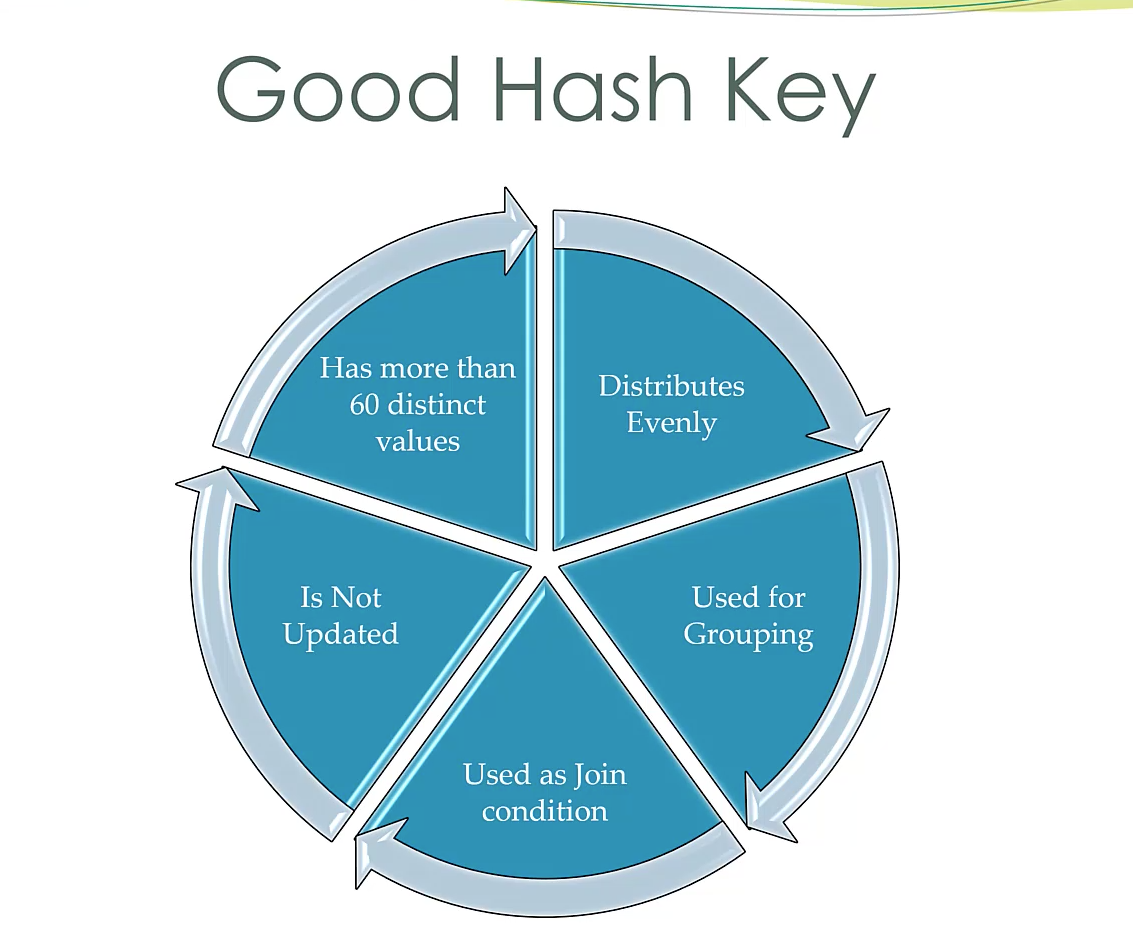 Good Hash Key
Has more than
60 distinct
values
Distributes
Evenly
Used for
Grouping
Used as Join
condition
Is Not
Updated